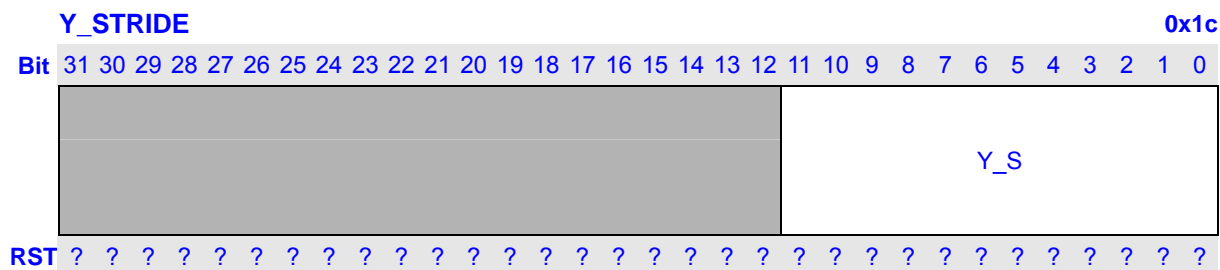 Y_STRIDE 0x1c
Bit 31 30 29 28 27 26 25 24 23 22 21 20 19 18 17 16 15 14 13 12 11 10 9 8 7 6 5 4 3 2 1 0
Y_S
RST ? ? ? ? ? ? ? ? ? ? ? ? ? ? ? ? ? ? ? ? ? ? ? ? ? ? ? ? ? ? ? ?